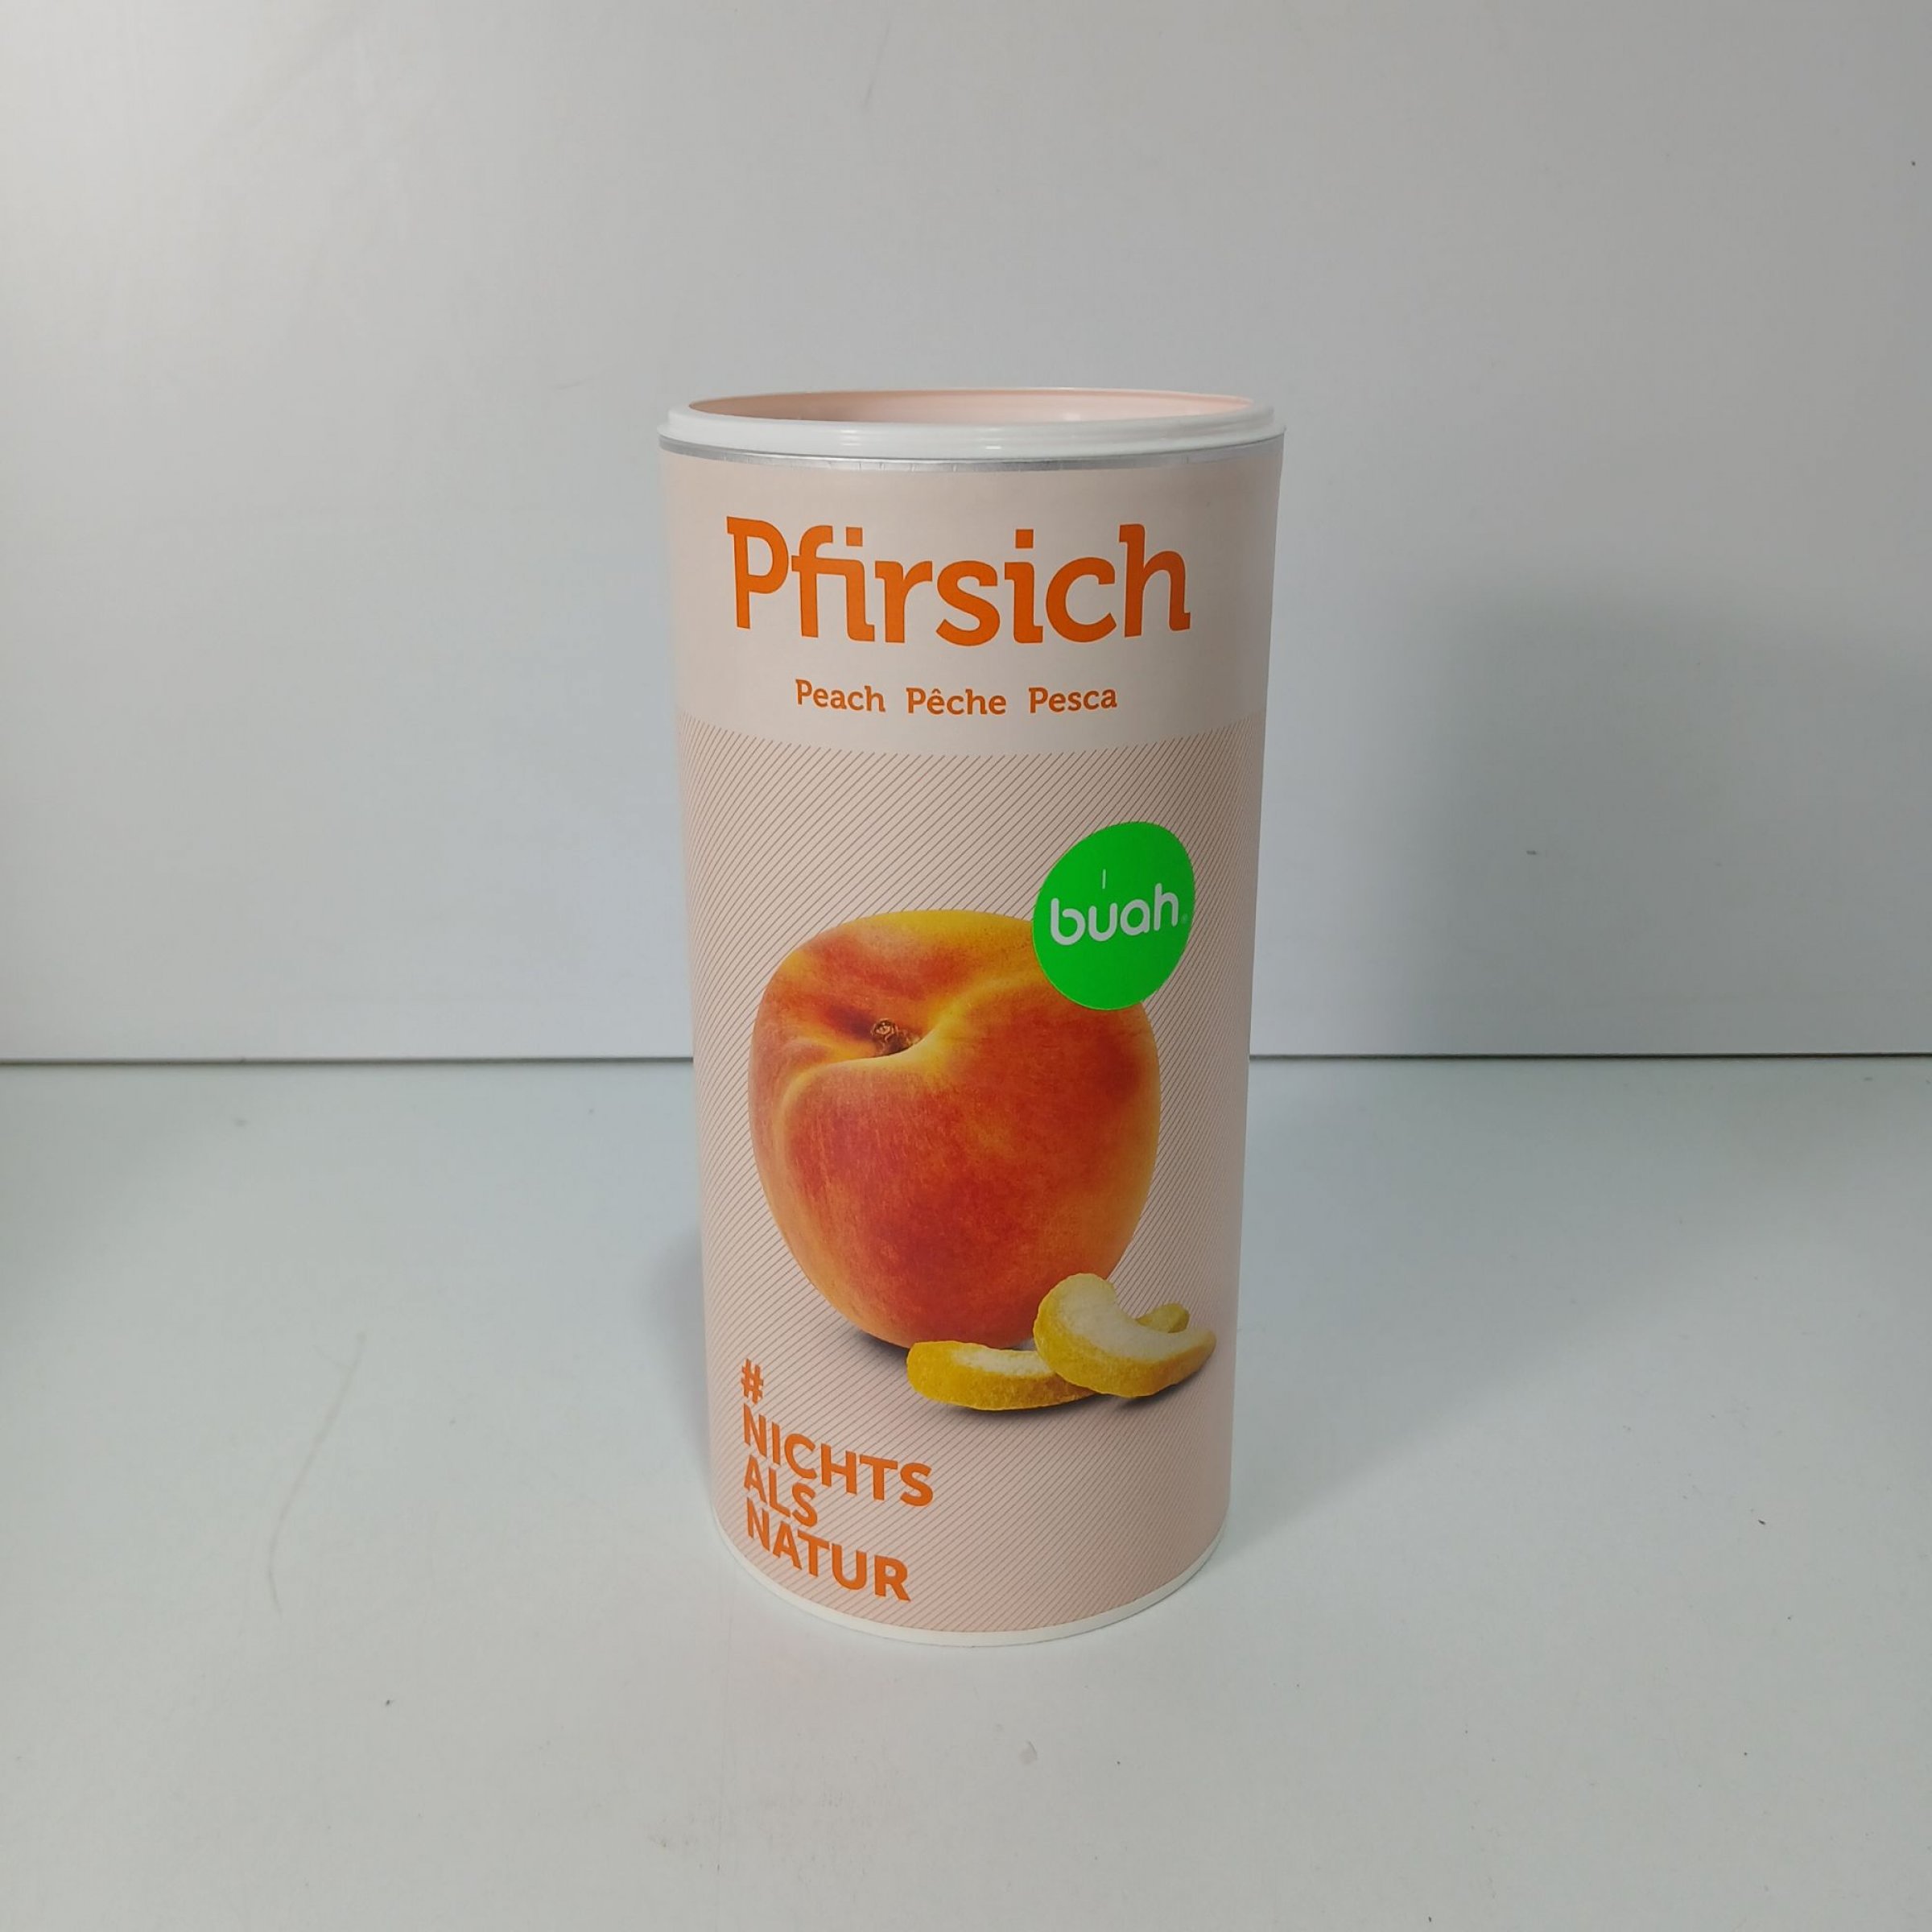 Pfirsich
Peach Pêche Pesca
buah®
#
NICHTS
ALS
NATUR